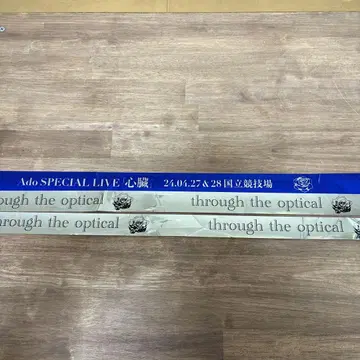 Ado SPECIAL LIVE 「心臓」 24.04.27 & 28 国立競技場
ough the optical through the optical
through the optical through the optical